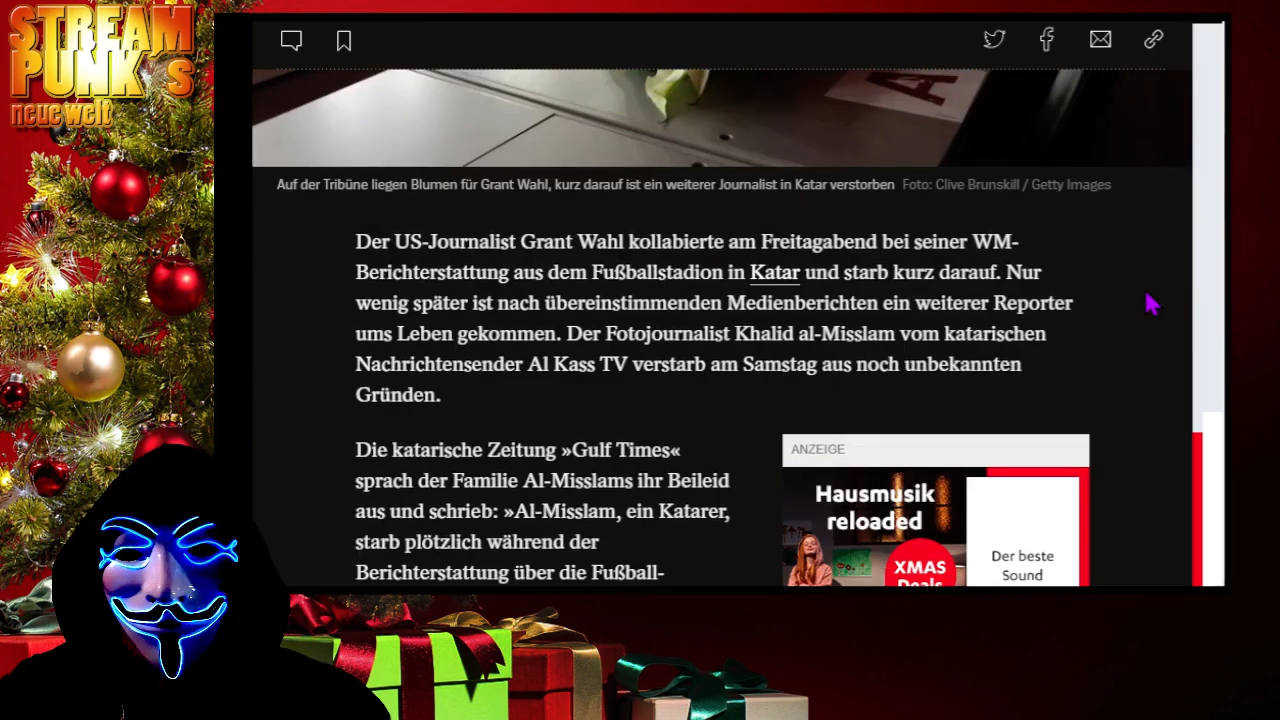 STREAM
PUNK's
neue welt
Auf der Tribüne liegen Blumen für Grant Wahl, kurz darauf ist ein weiterer Journalist in Katar verstorben Foto: Clive Brunskill / Getty Images
Der US-Journalist Grant Wahl kollabierte am Freitagabend bei seiner WM-
Berichterstattung aus dem Fußballstadion in Katar und starb kurz darauf. Nur
wenig später ist nach übereinstimmenden Medienberichten ein weiterer Reporter
ums Leben gekommen. Der Fotojournalist Khalid al-Misslam vom katarischen
Nachrichtensender Al Kass TV verstarb am Samstag aus noch unbekannten
Gründen.
Die katarische Zeitung »Gulf Times«
sprach der Familie Al-Misslams ihr Beileid
aus und schrieb: »Al-Misslam, ein Katarer,
starb plötzlich während der
Berichterstattung über die Fußball-
ANZEIGE
Hausmusik
reloaded
XMAS
Deals
Der beste
Sound